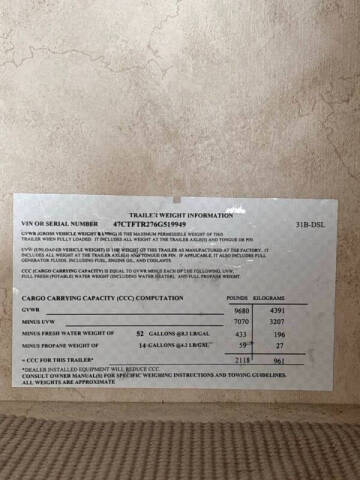 TRAILER WEIGHT INFORMATION
VIN OR SERIAL NUMBER 47CTFTR276G519949 31B-DSL
GVWR (GROSS VEHICLE WEIGHT RATING) IS THE MAXIMUM PERMISSIBLE WEIGHT OF THIS
TRAILER WHEN FULLY LOADED. IT INCLUDES ALL WEIGHT AT THE TRAILER AXLE(S) AND TONGUE OR PIN.
UVW (UNLOADED VEHICLE WEIGHT) IS THE WEIGHT OF THIS TRAILER AS MANUFACTURED AT THE FACTORY. IT
INCLUDES ALL WEIGHT AT THE TRAILER AXLE(S) AND TONGUE OR PIN. IF APPLICABLE, IT ALSO INCLUDES FULL
GENERATOR FLUIDS, INCLUDING FUEL, ENGINE OIL, AND COOLANTS.
CCC (CARGO CARRYING CAPACITY) IS EQUAL TO GVWR MINUS EACH OF THE FOLLOWING, UVW,
FULL FRESH (POTABLE) WATER WEIGHT (INCLUDING WATER HEATER), AND FULL PROPANE WEIGHT.
CARGO CARRYING CAPACITY (CCC) COMPUTATION POUNDS KILOGRAMS
GVWR 9680 4391
MINUS UVW 7070 3207
MINUS FRESH WATER WEIGHT OF 52 GALLONS @8.2 LB/GAL 433 196
MINUS PROPANE WEIGHT OF 14 GALLONS @4.2 LB/GAL 59 27
= CCC FOR THIS TRAILER* 2118 961
*DEALER INSTALLED EQUIPMENT WILL REDUCE CCC.
CONSULT OWNER MANUAL(S) FOR SPECIFIC WEIGHING INSTRUCTIONS AND TOWING GUIDELINES.
ALL WEIGHTS ARE APPROXIMATE